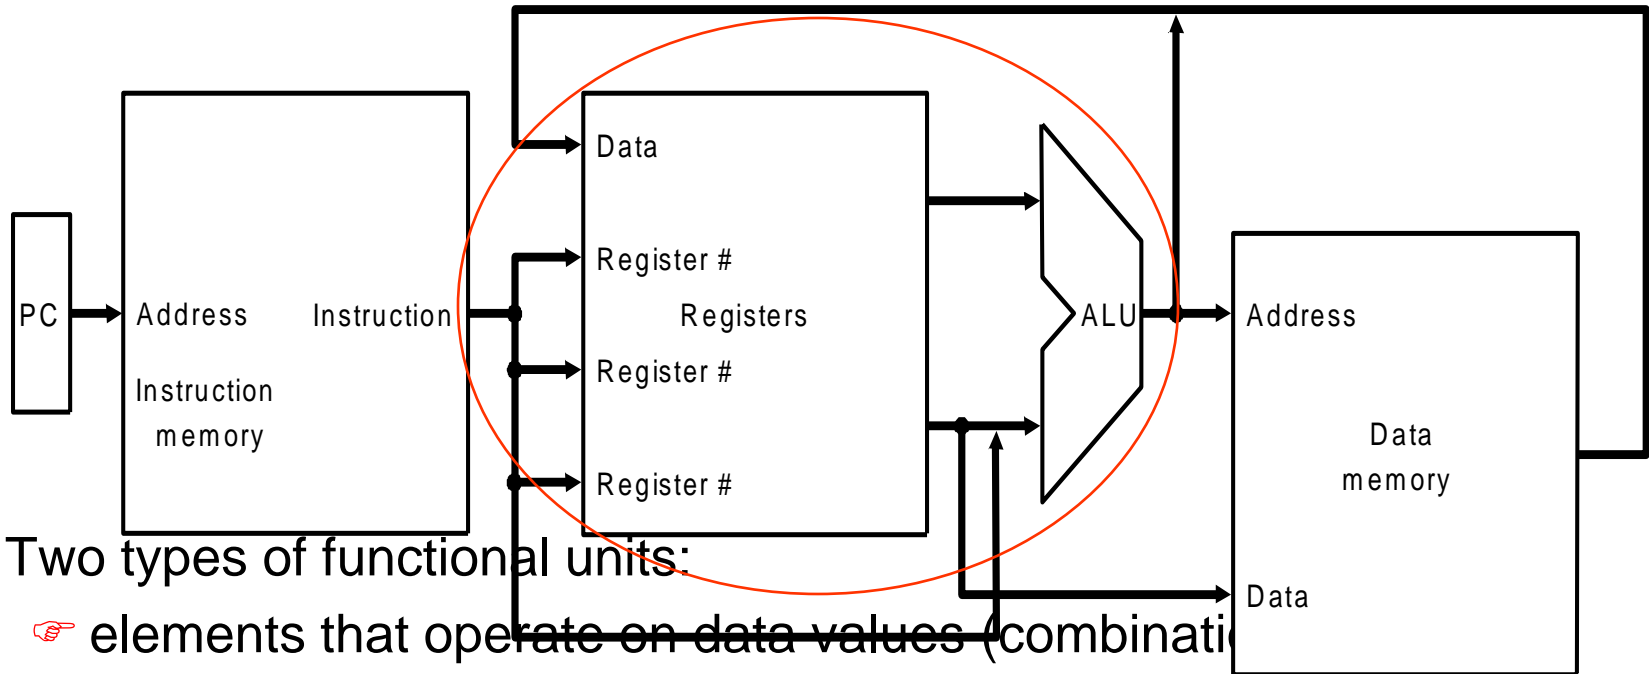 Data
Register #
PC
Address
Instruction
Registers
ALU
Address
Register #
Instruction
memory
Data
memory
Register #
Two types of functional units:
Data
elements that operate on data values